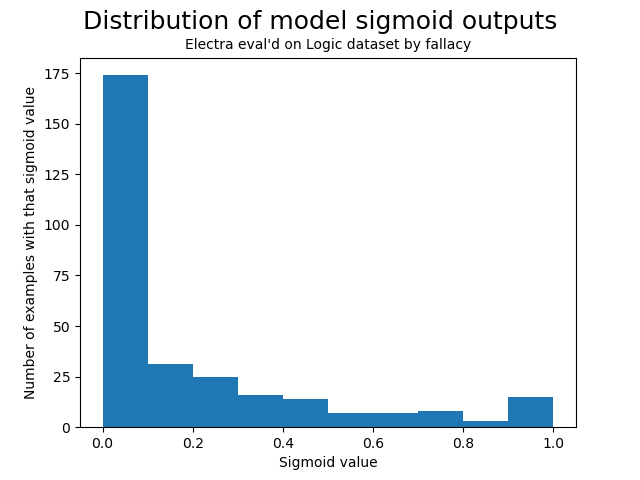 Distribution of model sigmoid outputs
Electra eval'd on Logic dataset by fallacy
Number of examples with that sigmoid value
175
150
125
100
75
50
25
0
0.0 0.2 0.4 0.6 0.8 1.0
Sigmoid value